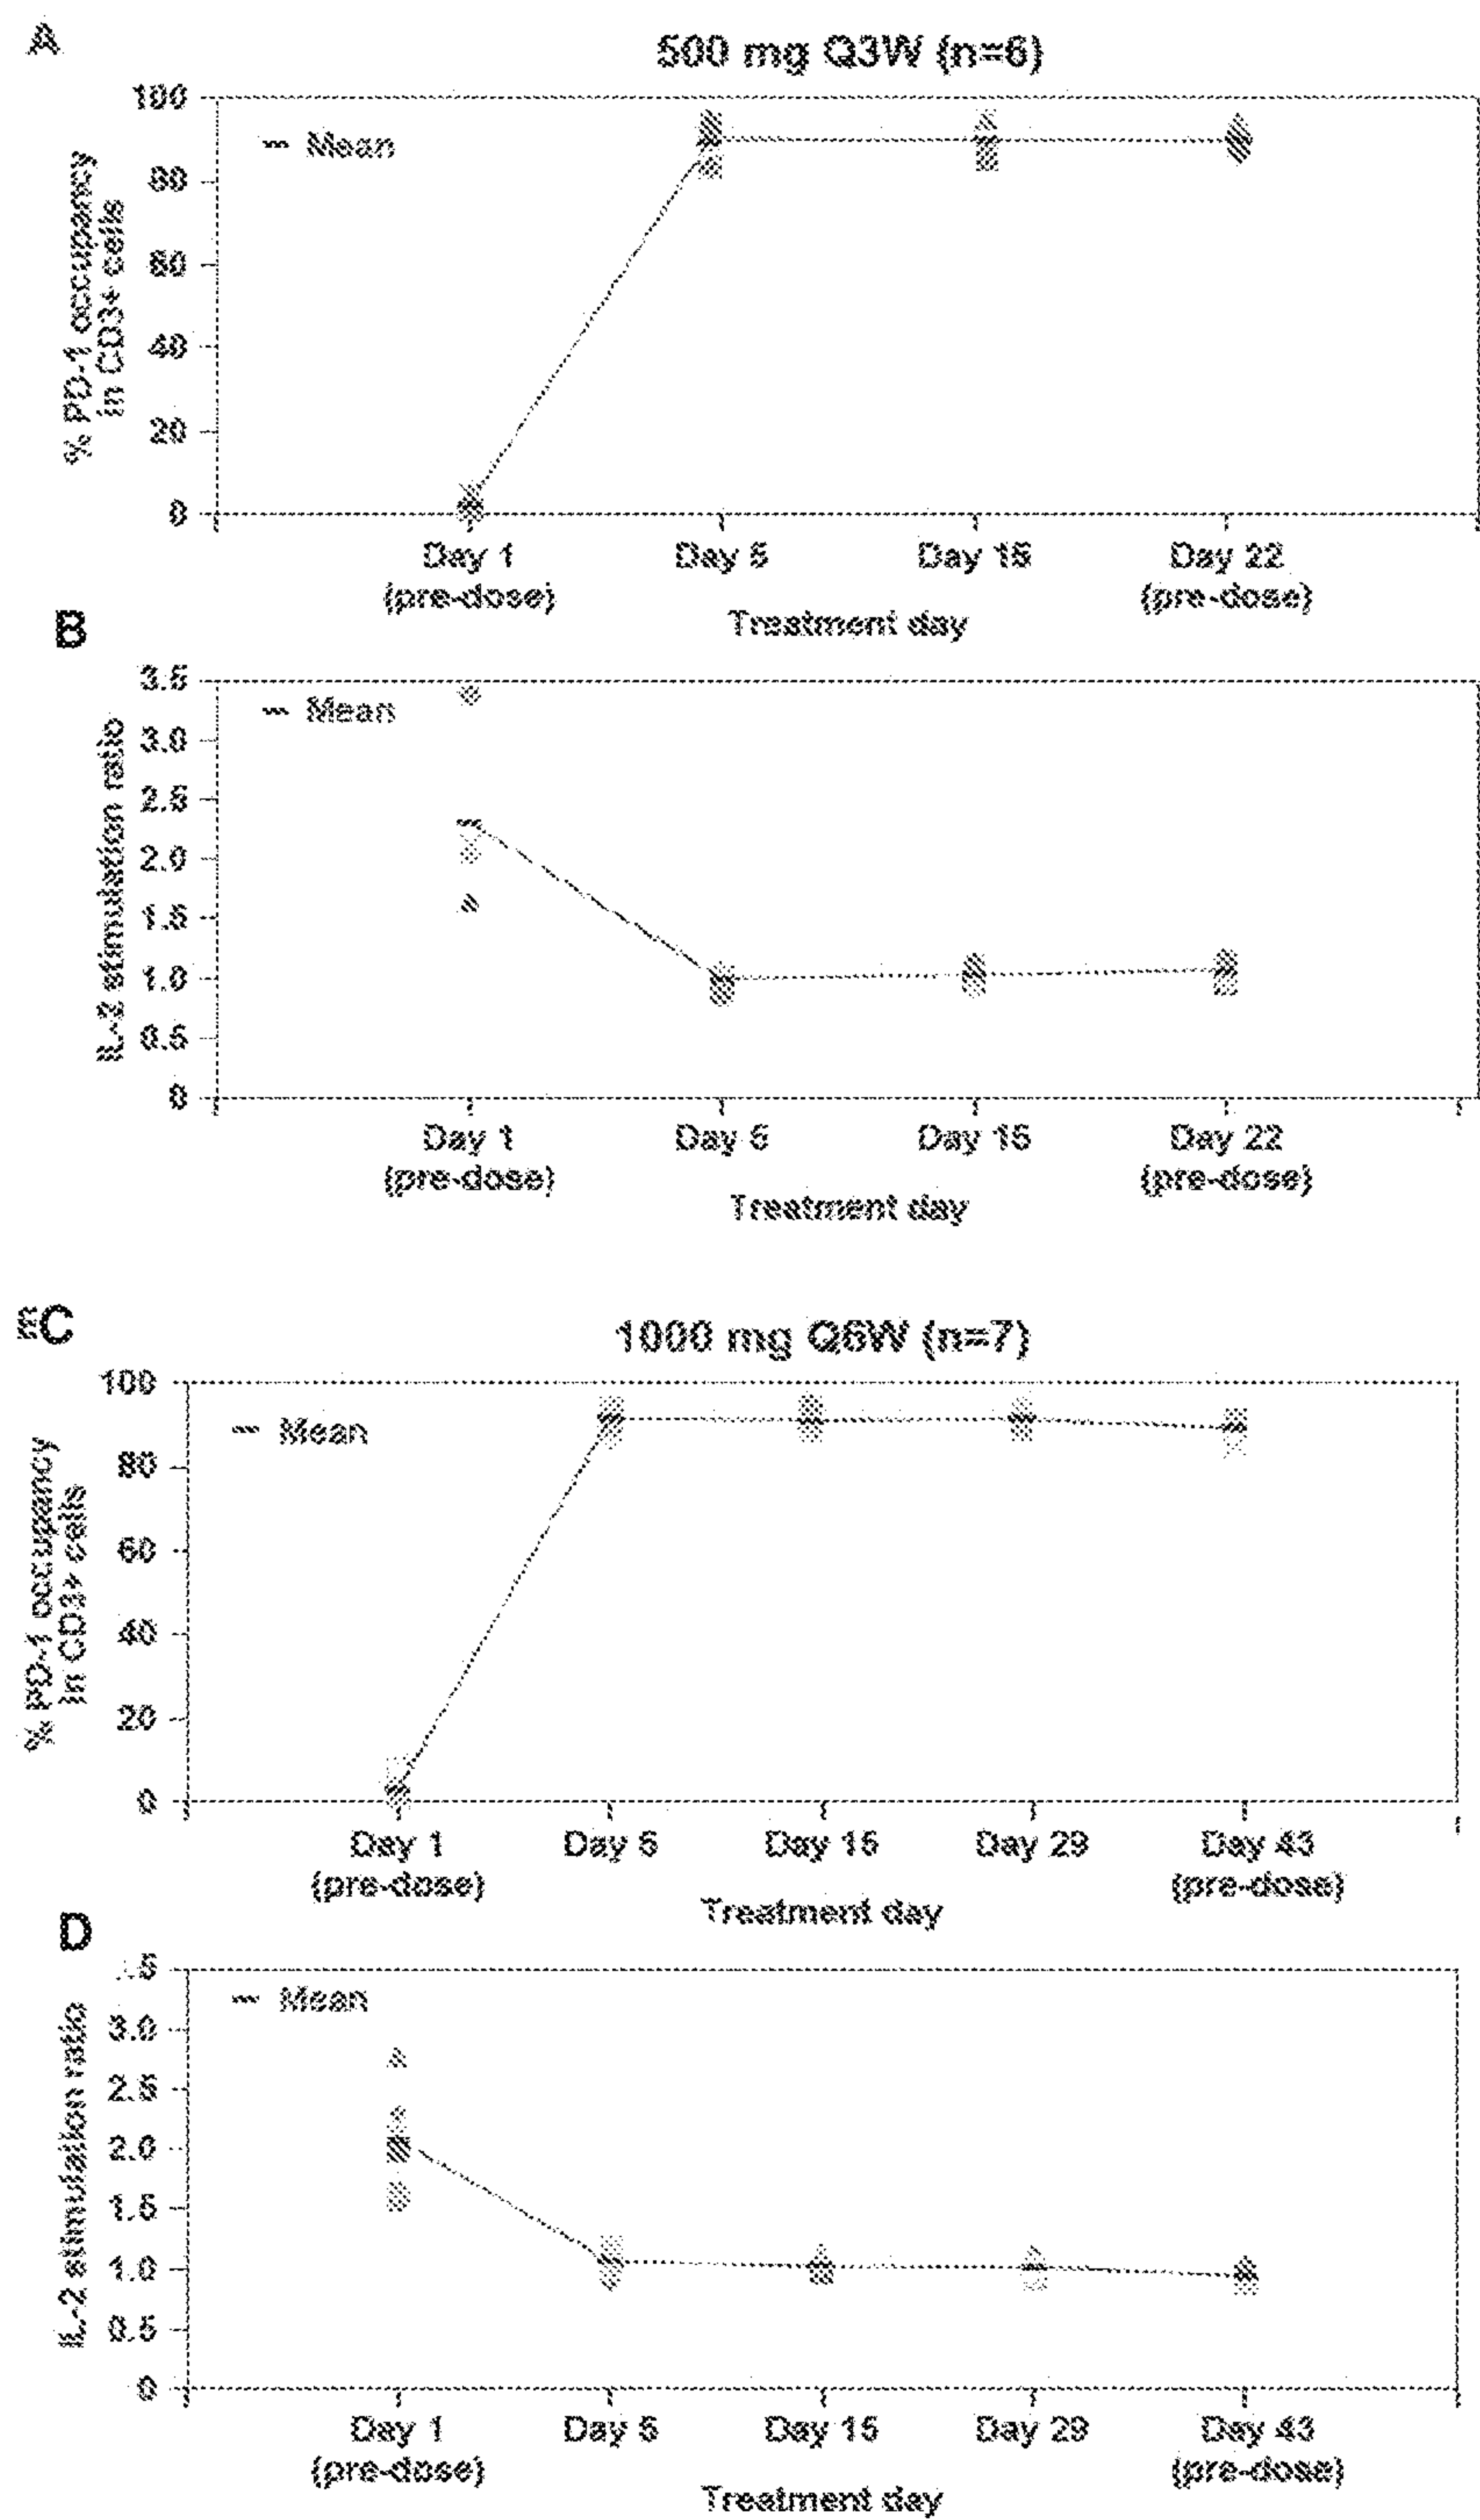 A
500 mg Q3W (n=6)
100
80
60
40
20
0
% PD-1 occupancy
in CD3+ cells
Mean
Day 1
(pre-dose)
Day 5
Day 15
Day 22
(pre-dose)
Treatment day
B
3.5
3.0
2.5
2.0
1.5
1.0
0.5
0
IL-2 stimulation ratio
Mean
Day 1
(pre-dose)
Day 5
Day 15
Day 22
(pre-dose)
Treatment day
C
1000 mg Q6W (n=7)
100
80
60
40
20
0
% PD-1 occupancy
in CD3+ cells
Mean
Day 1
(pre-dose)
Day 5
Day 15
Day 29
Day 43
(pre-dose)
Treatment day
D
3.0
2.5
2.0
1.5
1.0
0.5
0
IL-2 stimulation ratio
Mean
Day 1
(pre-dose)
Day 5
Day 15
Day 29
Day 43
(pre-dose)
Treatment day